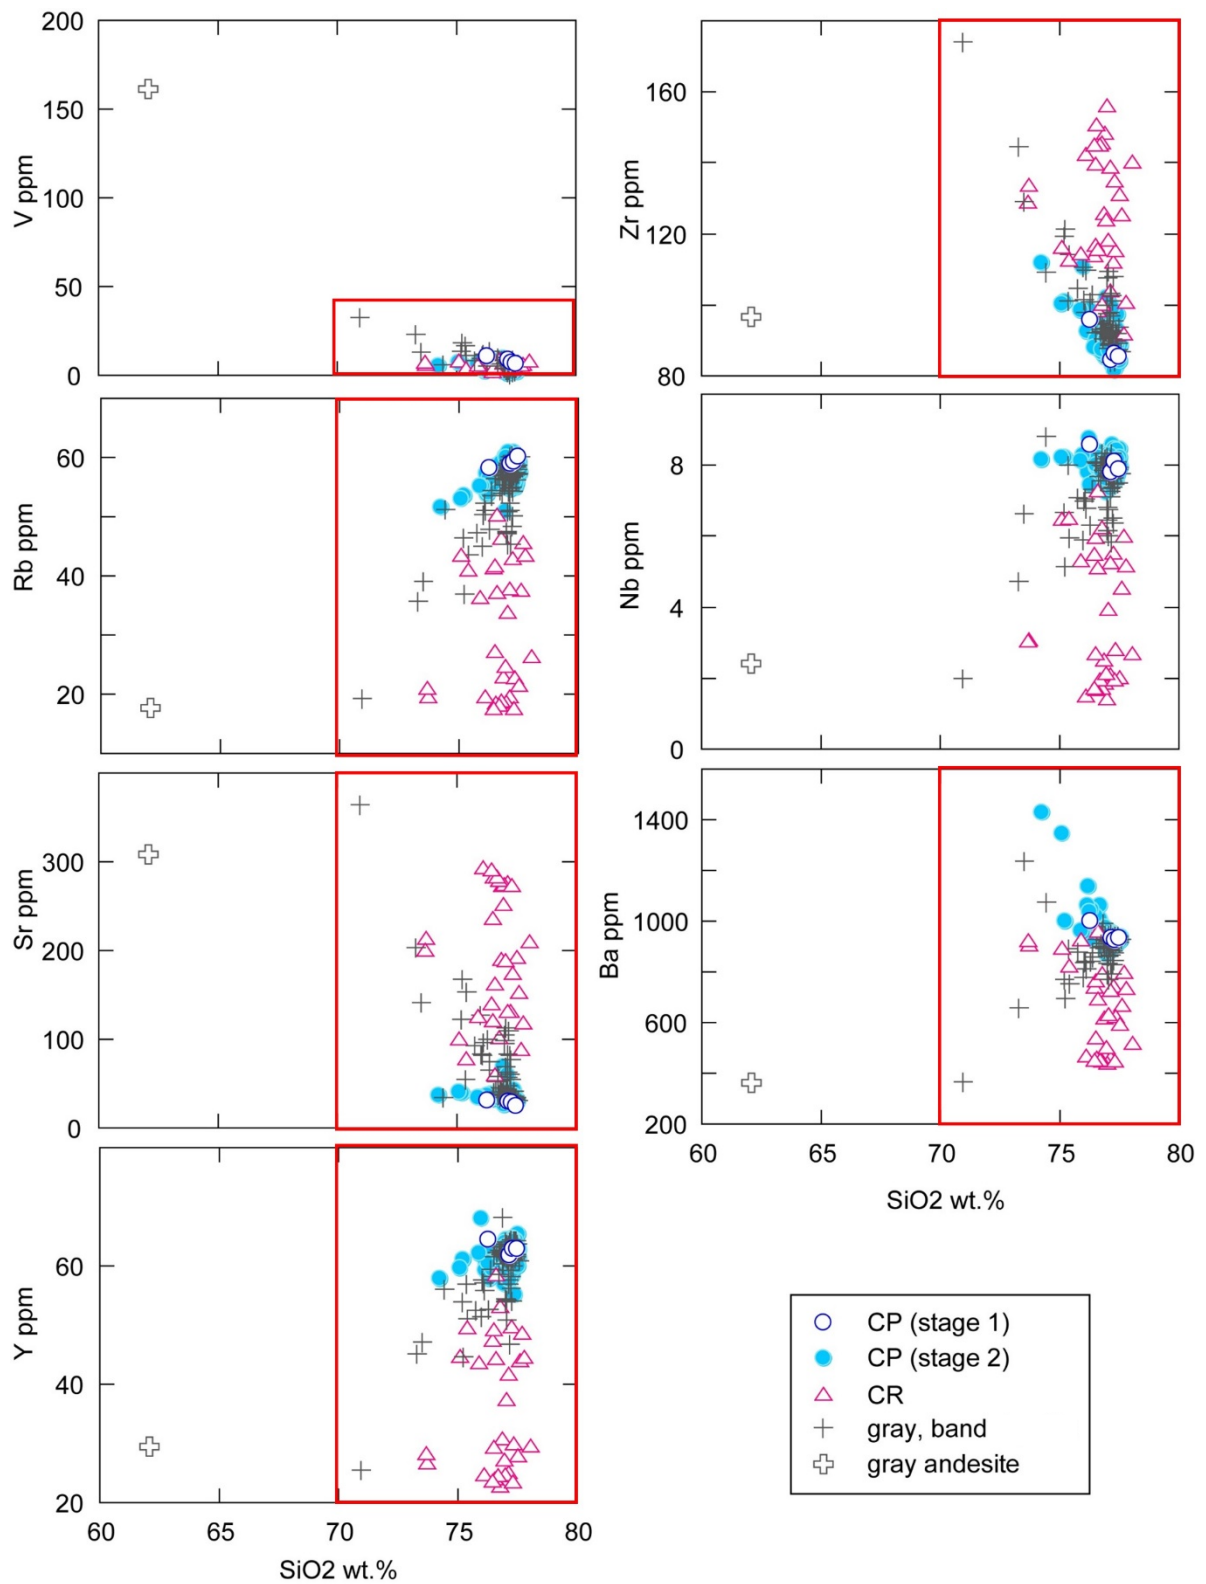 200
150
100
50
0
V ppm
160
120
80
Zr ppm
60
40
20
Rb ppm
8
4
0
Nb ppm
300
200
100
0
Sr ppm
1400
1000
600
200
Ba ppm
60 65 70 75 80
SiO2 wt.%
60
40
20
Y ppm
60 65 70 75 80
SiO2 wt.%
CP (stage 1)
CP (stage 2)
CR
gray, band
gray andesite